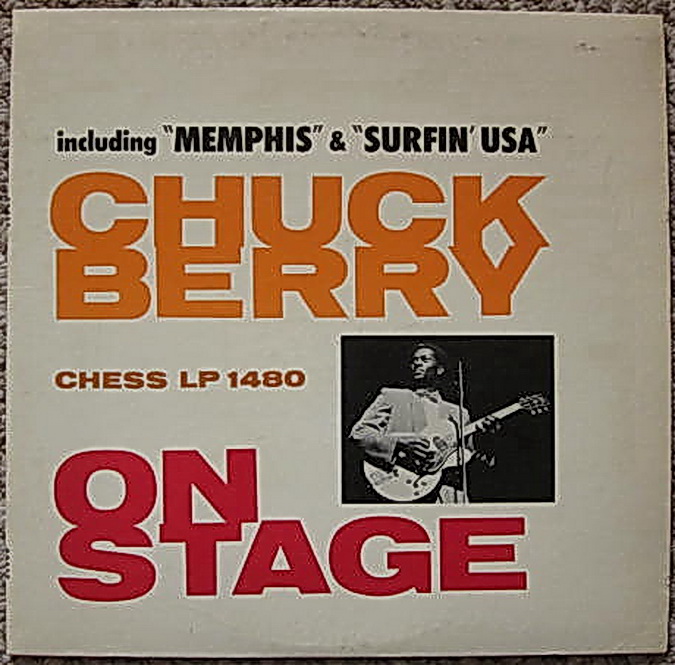 including "MEMPHIS" & "SURFIN' USA"
CHUCK
BERRY
CHESS LP 1480
ON
STAGE